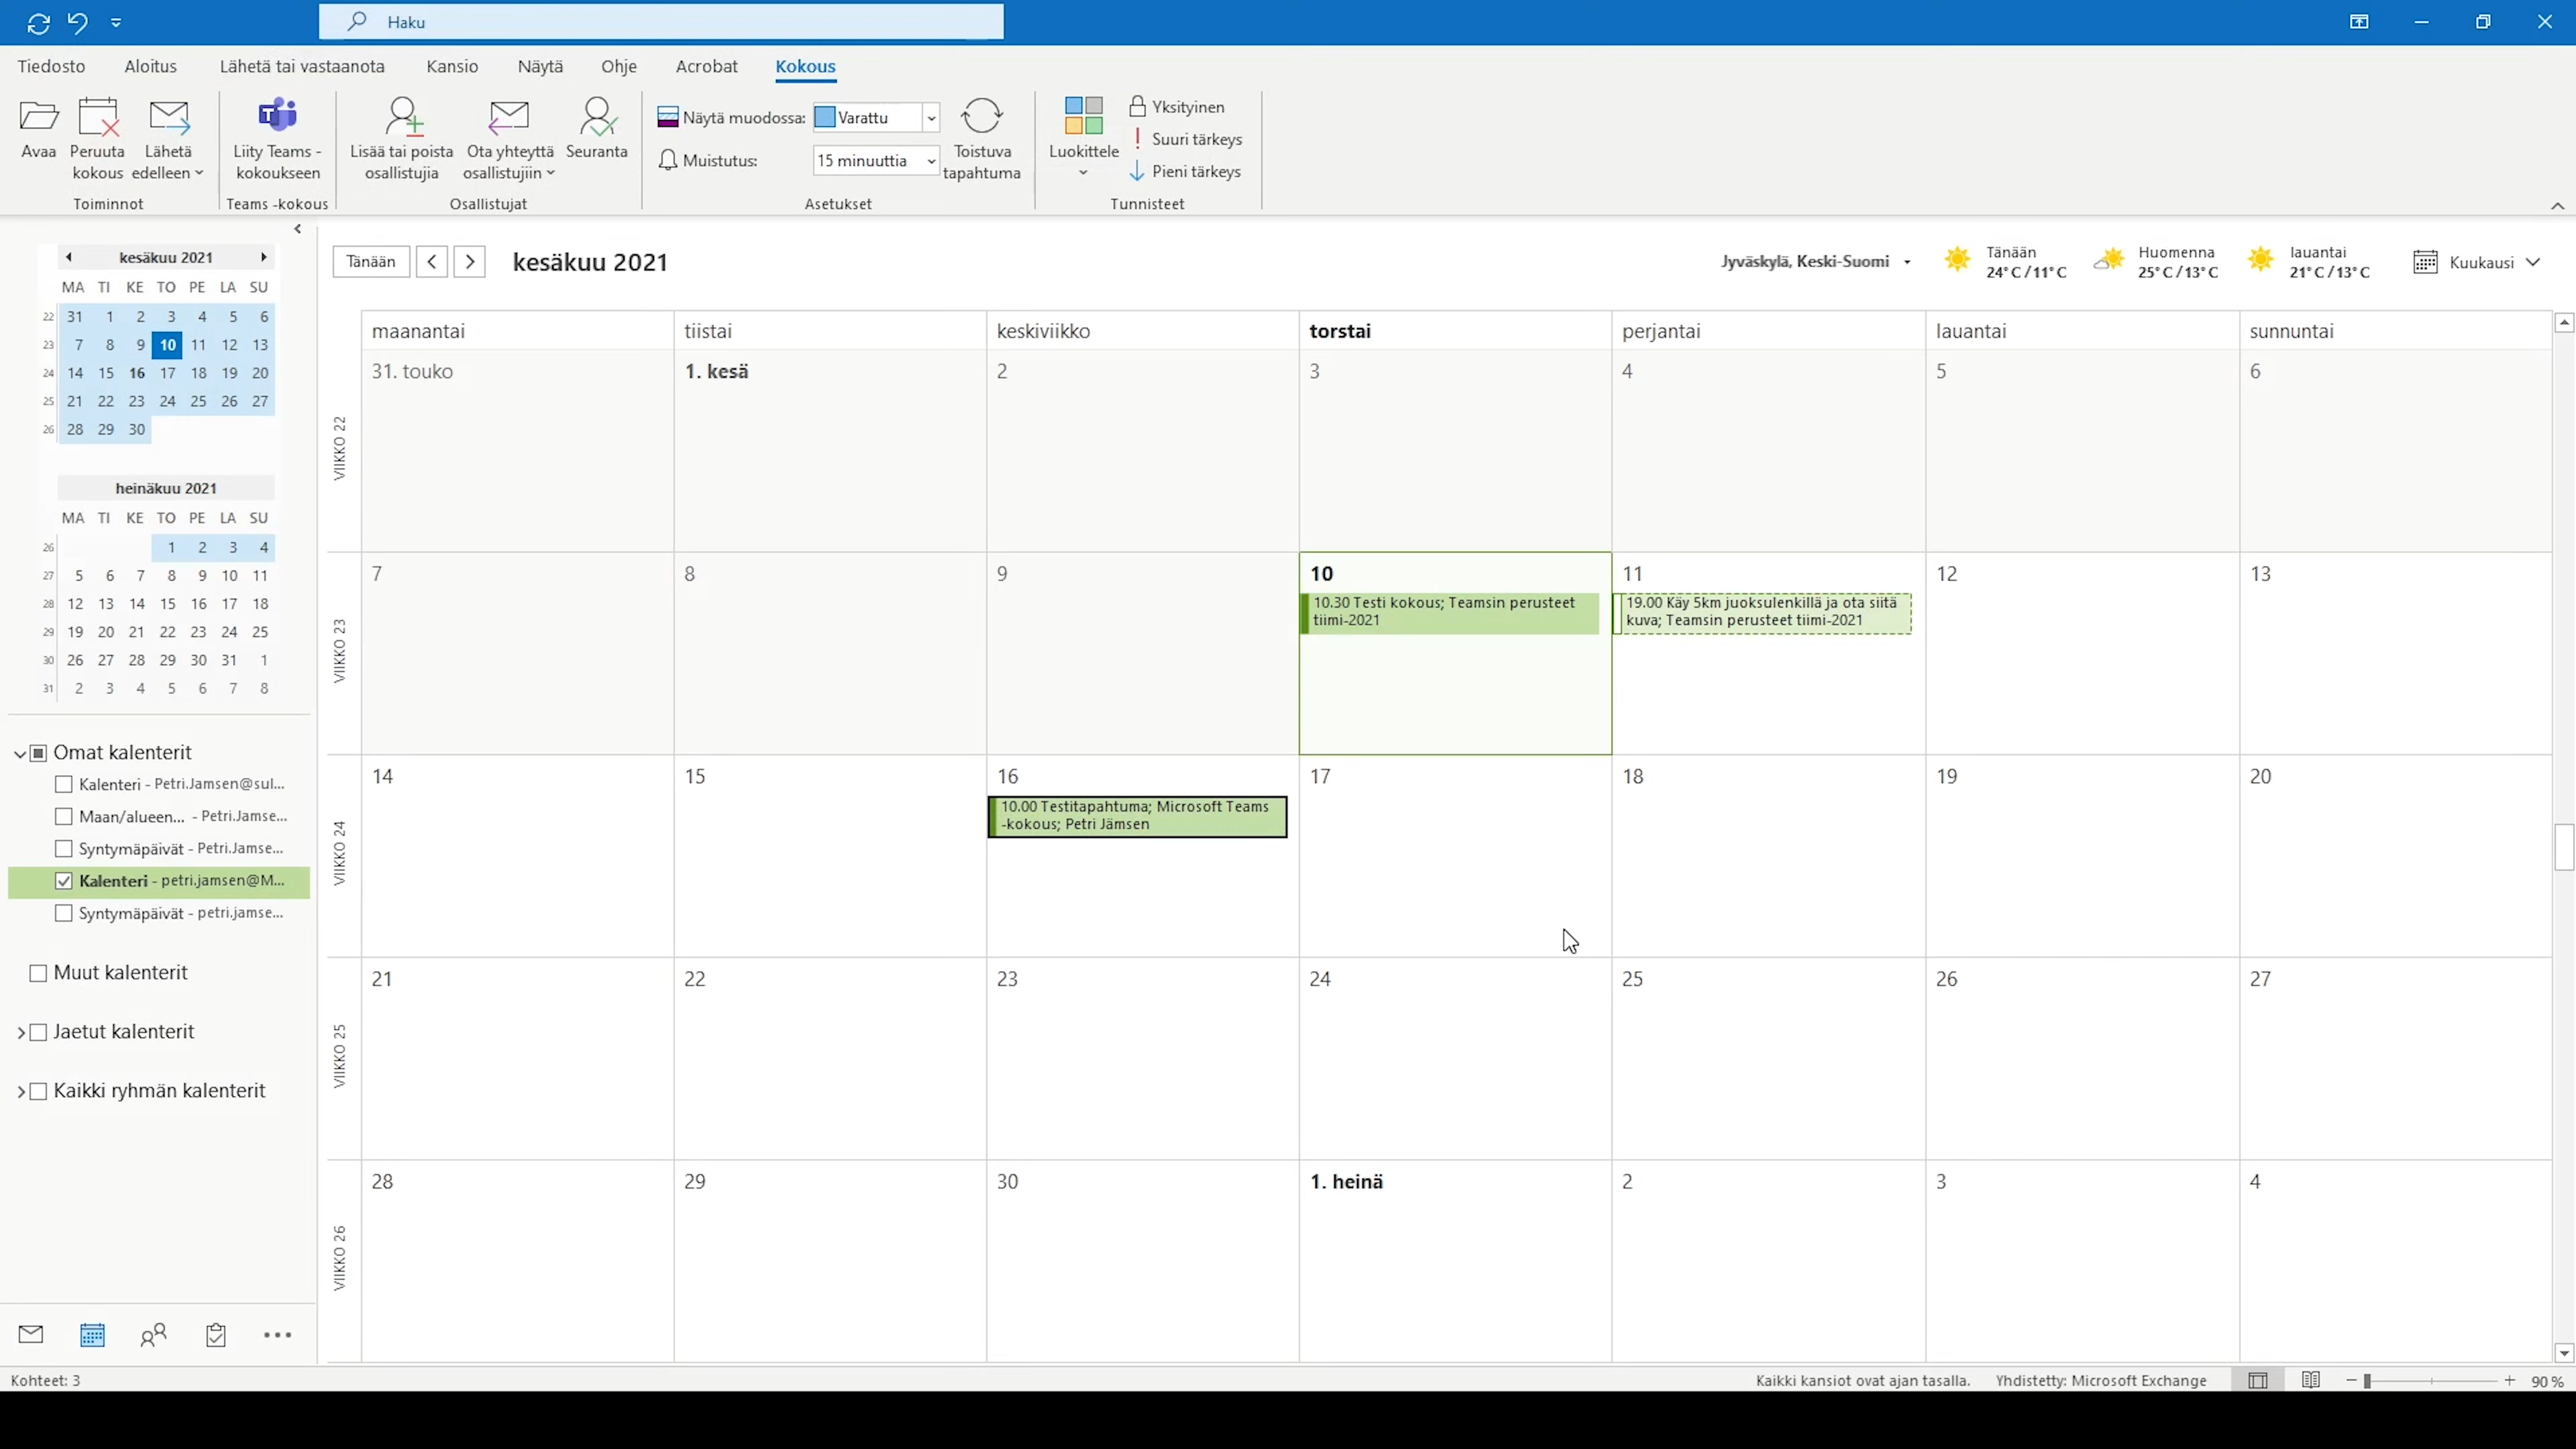 Haku
Tiedosto Aloitus Lähetä tai vastaanota Kansio Näytä Ohje Acrobat Kokous
Avaa
Peruuta
kokous
Lähetä
edelleen
Toiminnot
Liity Teams -
kokoukseen
Teams -kokous
Lisää tai poista
osallistujia
Ota yhteyttä
osallistujiin
Seuranta
Osallistujat
Näytä muodossa: Varattu
Muistutus: 15 minuuttia
Toistuva
tapahtuma
Asetukset
Luokittele
Yksityinen
Suuri tärkeys
Pieni tärkeys
Tunnisteet
kesäkuu 2021
MA TI KE TO PE LA SU
22 31 1 2 3 4 5 6
23 7 8 9 10 11 12 13
24 14 15 16 17 18 19 20
25 21 22 23 24 25 26 27
26 28 29 30
heinäkuu 2021
MA TI KE TO PE LA SU
26 1 2 3 4
27 5 6 7 8 9 10 11
28 12 13 14 15 16 17 18
29 19 20 21 22 23 24 25
30 26 27 28 29 30 31 1
31 2 3 4 5 6 7 8
Omat kalenterit
Kalenteri - Petri.Jamsen@sul...
Maan/alueen... - Petri.Jamse...
Syntymäpäivät - Petri.Jamse...
Kalenteri - petri.jamsen@M...
Syntymäpäivät - petri.jamse...
Muut kalenterit
Jaetut kalenterit
Kaikki ryhmän kalenterit
Tänään
kesäkuu 2021
Jyväskylä, Keski-Suomi
Tänään
24°C/11°C
Huomenna
25°C/13°C
lauantai
21°C/13°C
Kuukausi
maanantai tiistai keskiviikko torstai perjantai lauantai sunnuntai
VIIKKO 22
31. touko 1. kesä 2 3 4 5 6
VIIKKO 23
7 8 9 10 11 12 13
10.30 Testi kokous; Teamsin perusteet
tiimi-2021
19.00 Käy 5km juoksulenkillä ja ota siitä
kuva; Teamsin perusteet tiimi-2021
VIIKKO 24
14 15 16 17 18 19 20
10.00 Testitapahtuma; Microsoft Teams
-kokous; Petri Jämsen
VIIKKO 25
21 22 23 24 25 26 27
VIIKKO 26
28 29 30 1. heinä 2 3 4
Kohteet: 3
Kaikki kansiot ovat ajan tasalla. Yhdistetty: Microsoft Exchange
90 %